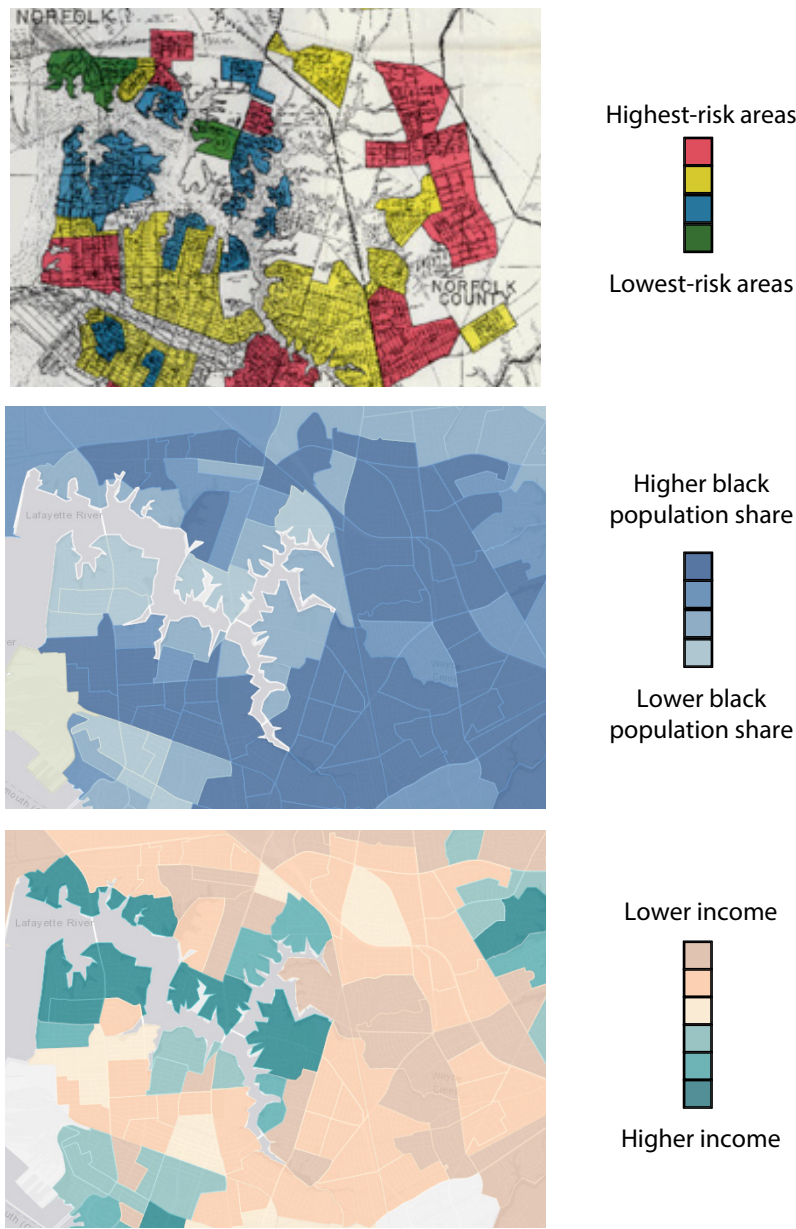 NORFOLK
NORFOLK
COUNTY
Highest-risk areas
Lowest-risk areas
Lafayette River
Higher black
population share
Lower black
population share
Lafayette River
Lower income
Higher income